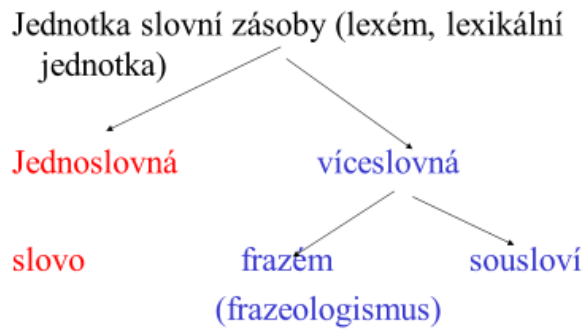 Jednotka slovní zásoby (lexém, lexikální
jednotka)
Jednoslovná víceslovná
slovo frazém sousloví
(frazeologismus)